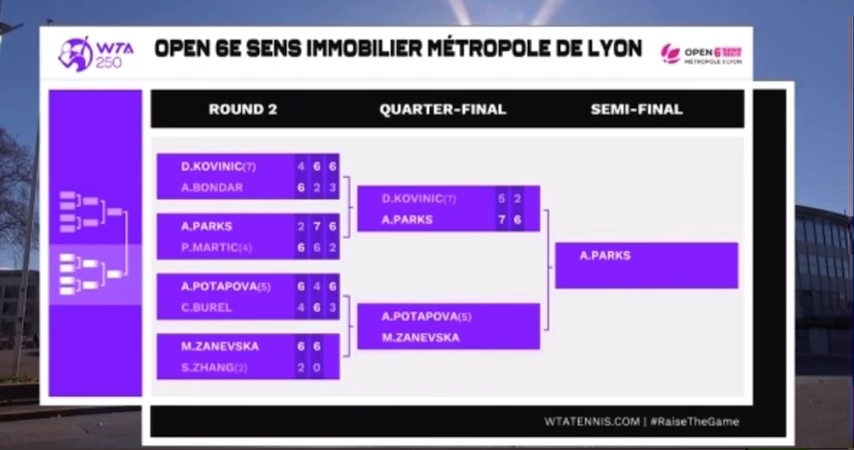 WTA
250
OPEN 6E SENS IMMOBILIER MÉTROPOLE DE LYON
OPEN 6SENS
MÉTROPOLE DE LYON
ROUND 2
QUARTER-FINAL
SEMI-FINAL
D.KOVINIC(7) 4 6 6
A.BONDAR 6 2 3
A.PARKS 2 7 6
P.MARTIC(4) 6 6 2
A.POTAPOVA(5) 6 4 6
C.BUREL 4 6 3
M.ZANEVSKA 6 6
S.ZHANG(2) 2 0
D.KOVINIC(7) 5 2
A.PARKS 7 6
A.POTAPOVA(5)
M.ZANEVSKA
A.PARKS
WTATENNIS.COM | #RaiseTheGame